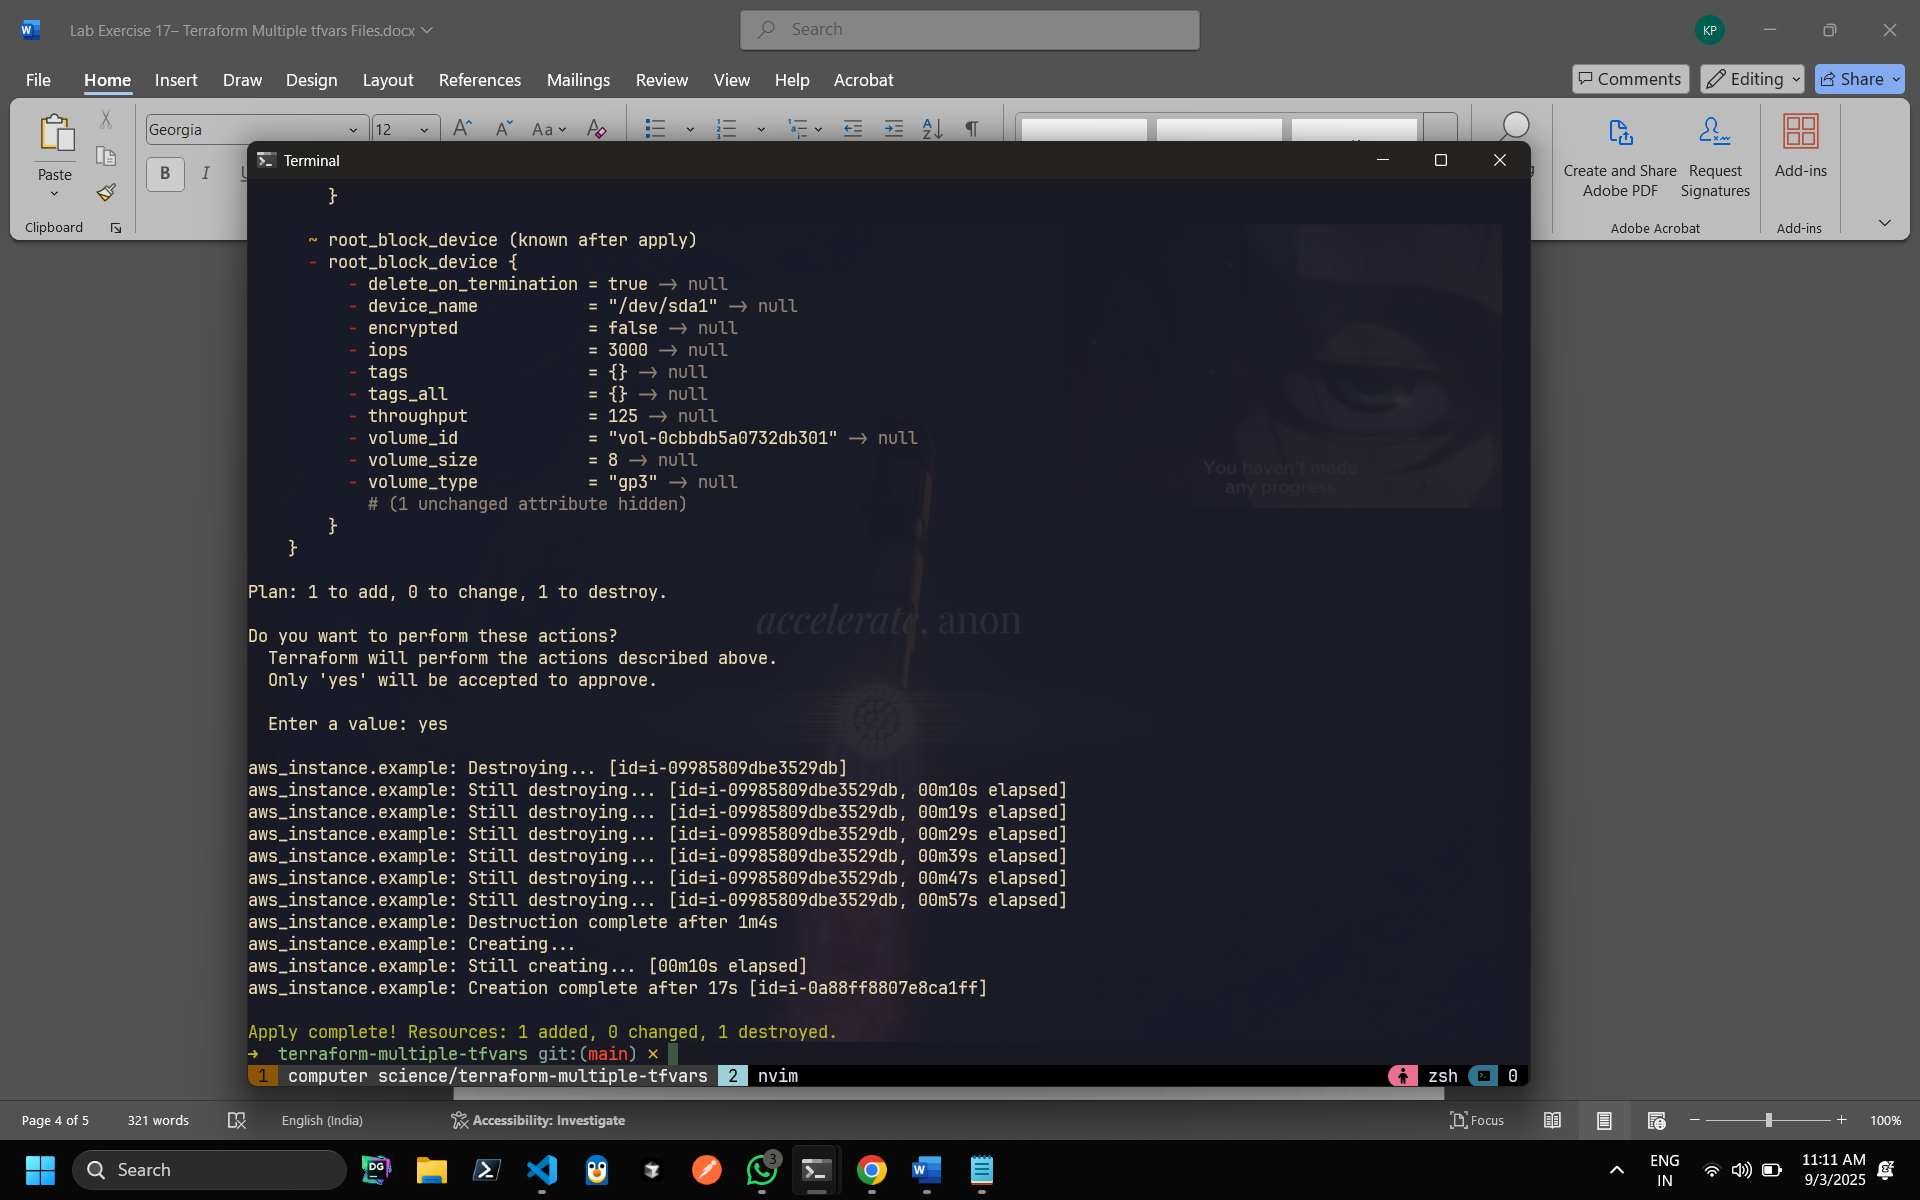 Lab Exercise 17– Terraform Multiple tfvars Files.docx
Search
KP
File Home Insert Draw Design Layout References Mailings Review View Help Acrobat
Comments Editing Share
Georgia 12
Aa
Paste
B I U
Clipboard
Create and Share
Adobe PDF
Request
Signatures
Add-ins
Adobe Acrobat
Add-ins
Terminal
}
~ root_block_device (known after apply)
- root_block_device {
- delete_on_termination = true -> null
- device_name = "/dev/sda1" -> null
- encrypted = false -> null
- iops = 3000 -> null
- tags = {} -> null
- tags_all = {} -> null
- throughput = 125 -> null
- volume_id = "vol-0cbbdb5a0732db301" -> null
- volume_size = 8 -> null
- volume_type = "gp3" -> null
# (1 unchanged attribute hidden)
}
}
You haven't made
any progress
accelerate, anon
Plan: 1 to add, 0 to change, 1 to destroy.
Do you want to perform these actions?
Terraform will perform the actions described above.
Only 'yes' will be accepted to approve.
Enter a value: yes
aws_instance.example: Destroying... [id=i-09985809dbe3529db]
aws_instance.example: Still destroying... [id=i-09985809dbe3529db, 00m10s elapsed]
aws_instance.example: Still destroying... [id=i-09985809dbe3529db, 00m19s elapsed]
aws_instance.example: Still destroying... [id=i-09985809dbe3529db, 00m29s elapsed]
aws_instance.example: Still destroying... [id=i-09985809dbe3529db, 00m39s elapsed]
aws_instance.example: Still destroying... [id=i-09985809dbe3529db, 00m47s elapsed]
aws_instance.example: Still destroying... [id=i-09985809dbe3529db, 00m57s elapsed]
aws_instance.example: Destruction complete after 1m4s
aws_instance.example: Creating...
aws_instance.example: Still creating... [00m10s elapsed]
aws_instance.example: Creation complete after 17s [id=i-0a88ff8807e8ca1ff]
Apply complete! Resources: 1 added, 0 changed, 1 destroyed.
➜ terraform-multiple-tfvars git:(main) ✗
1 computer science/terraform-multiple-tfvars 2 nvim zsh 0
Page 4 of 5 321 words English (India) Accessibility: Investigate Focus 100%
Search
DG
3
ENG
IN
11:11 AM
9/3/2025